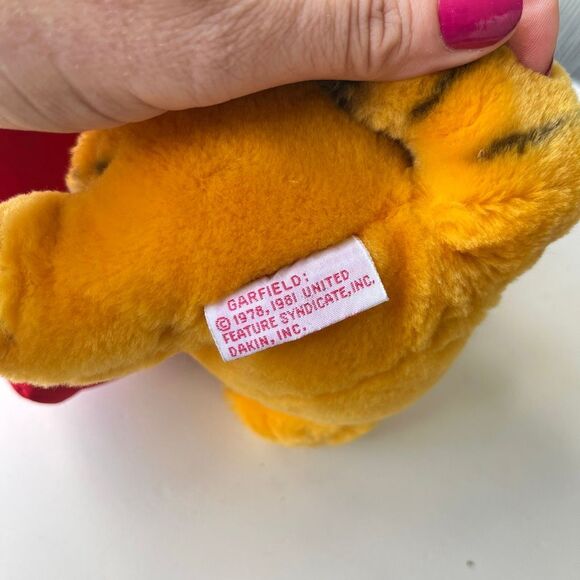 GARFIELD:
© 1978, 1981 UNITED
FEATURE SYNDICATE, INC.
DAKIN, INC.